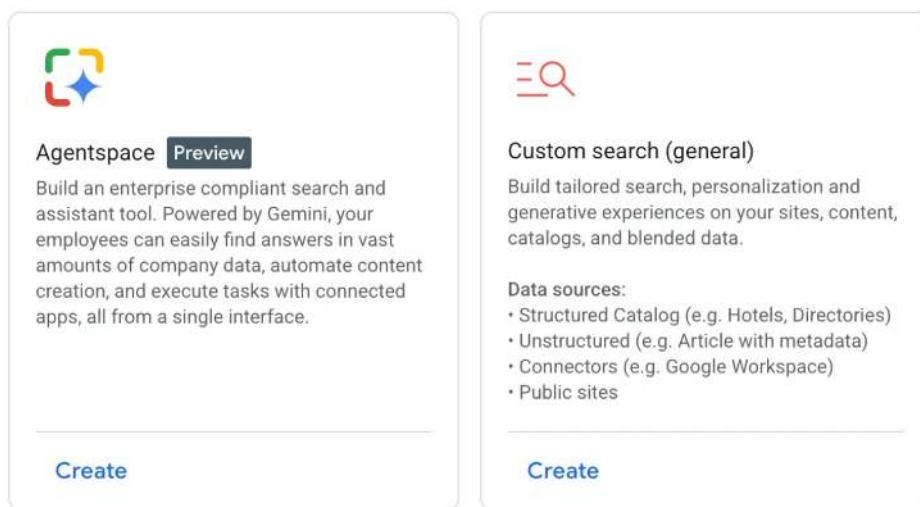 Agentspace Preview
Build an enterprise compliant search and
assistant tool. Powered by Gemini, your
employees can easily find answers in vast
amounts of company data, automate content
creation, and execute tasks with connected
apps, all from a single interface.
Create
Custom search (general)
Build tailored search, personalization and
generative experiences on your sites, content,
catalogs, and blended data.
Data sources:
• Structured Catalog (e.g. Hotels, Directories)
• Unstructured (e.g. Article with metadata)
• Connectors (e.g. Google Workspace)
• Public sites
Create